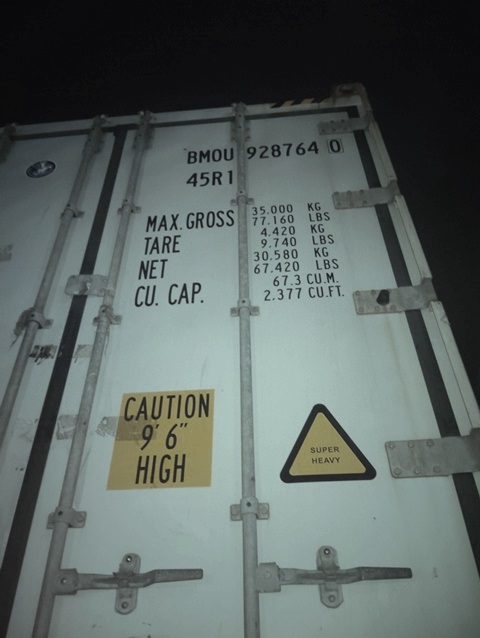 BMOU 928764 0
45R1
MAX. GROSS 35.000 KG
77.160 LBS
TARE 4.420 KG
9.740 LBS
NET 30.580 KG
67.420 LBS
CU. CAP. 67.3 CU.M.
2.377 CU.FT.
CAUTION
9' 6"
HIGH
SUPER
HEAVY